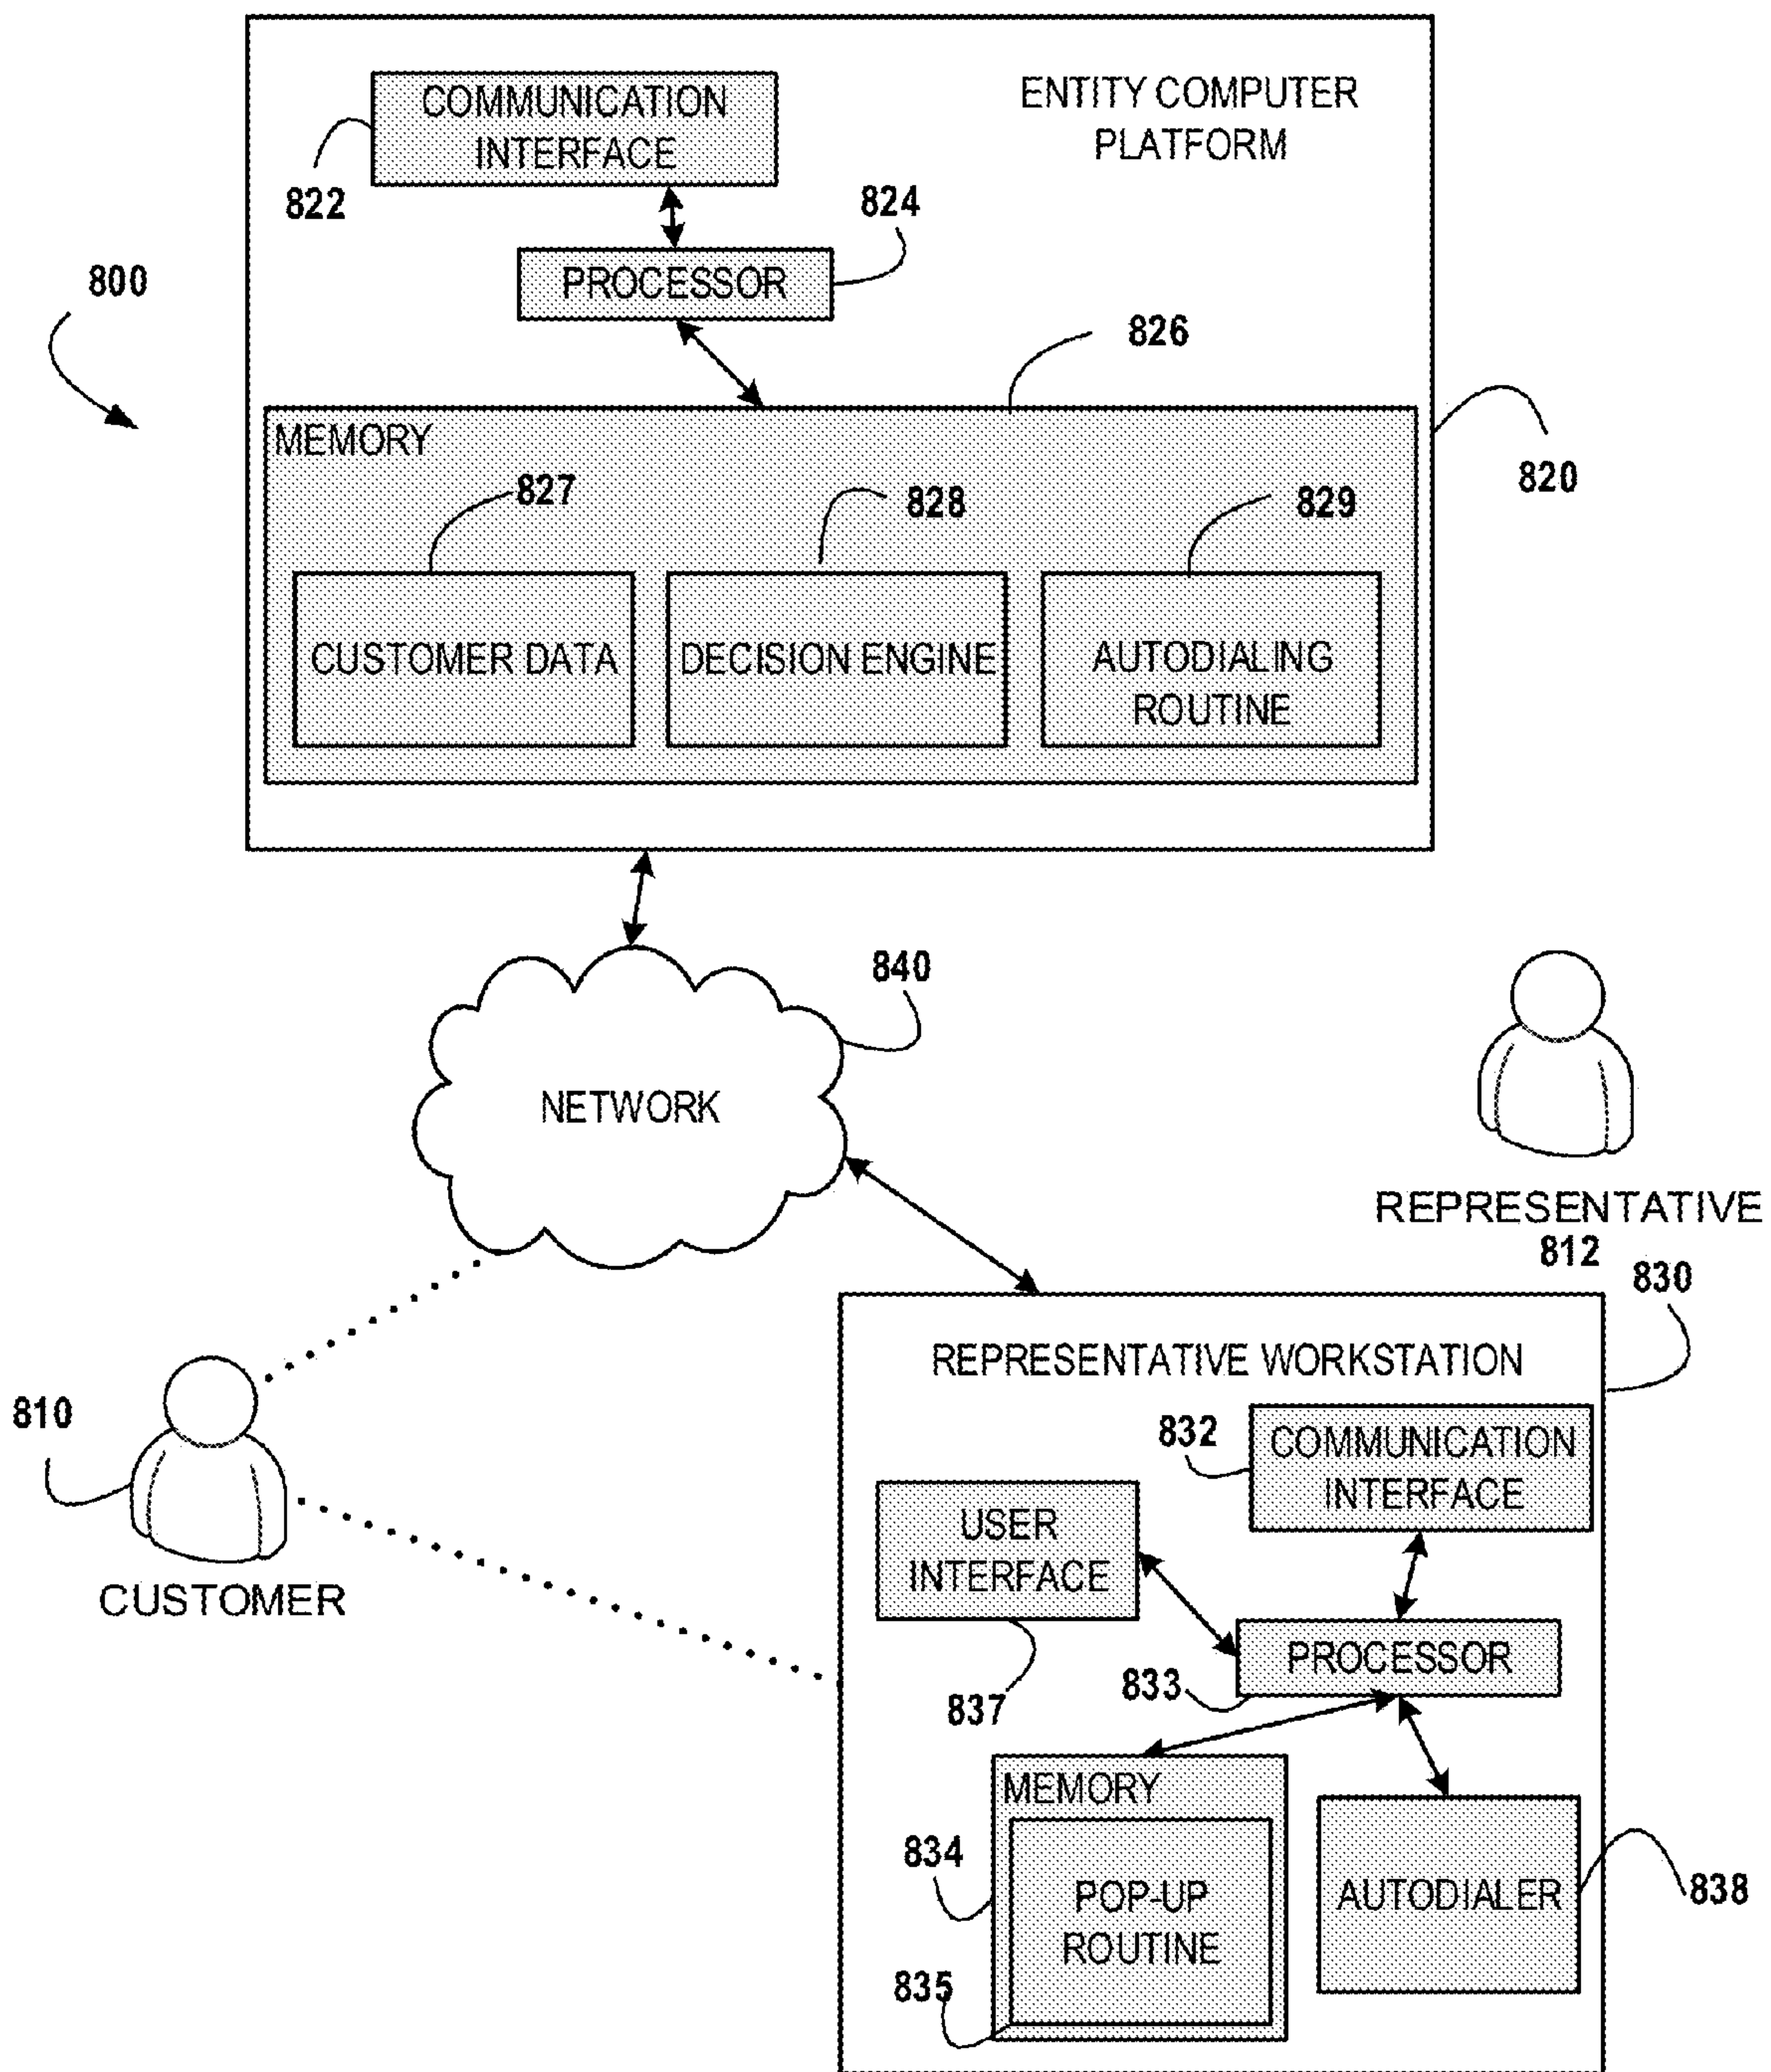 COMMUNICATION
INTERFACE
822
ENTITY COMPUTER
PLATFORM
824
PROCESSOR
800
826
MEMORY
820
827
828
829
CUSTOMER DATA
DECISION ENGINE
AUTODIALING
ROUTINE
840
NETWORK
REPRESENTATIVE
812
830
810
CUSTOMER
REPRESENTATIVE WORKSTATION
832
COMMUNICATION
INTERFACE
USER
INTERFACE
837
PROCESSOR
833
MEMORY
834
POP-UP
ROUTINE
835
AUTODIALER
838